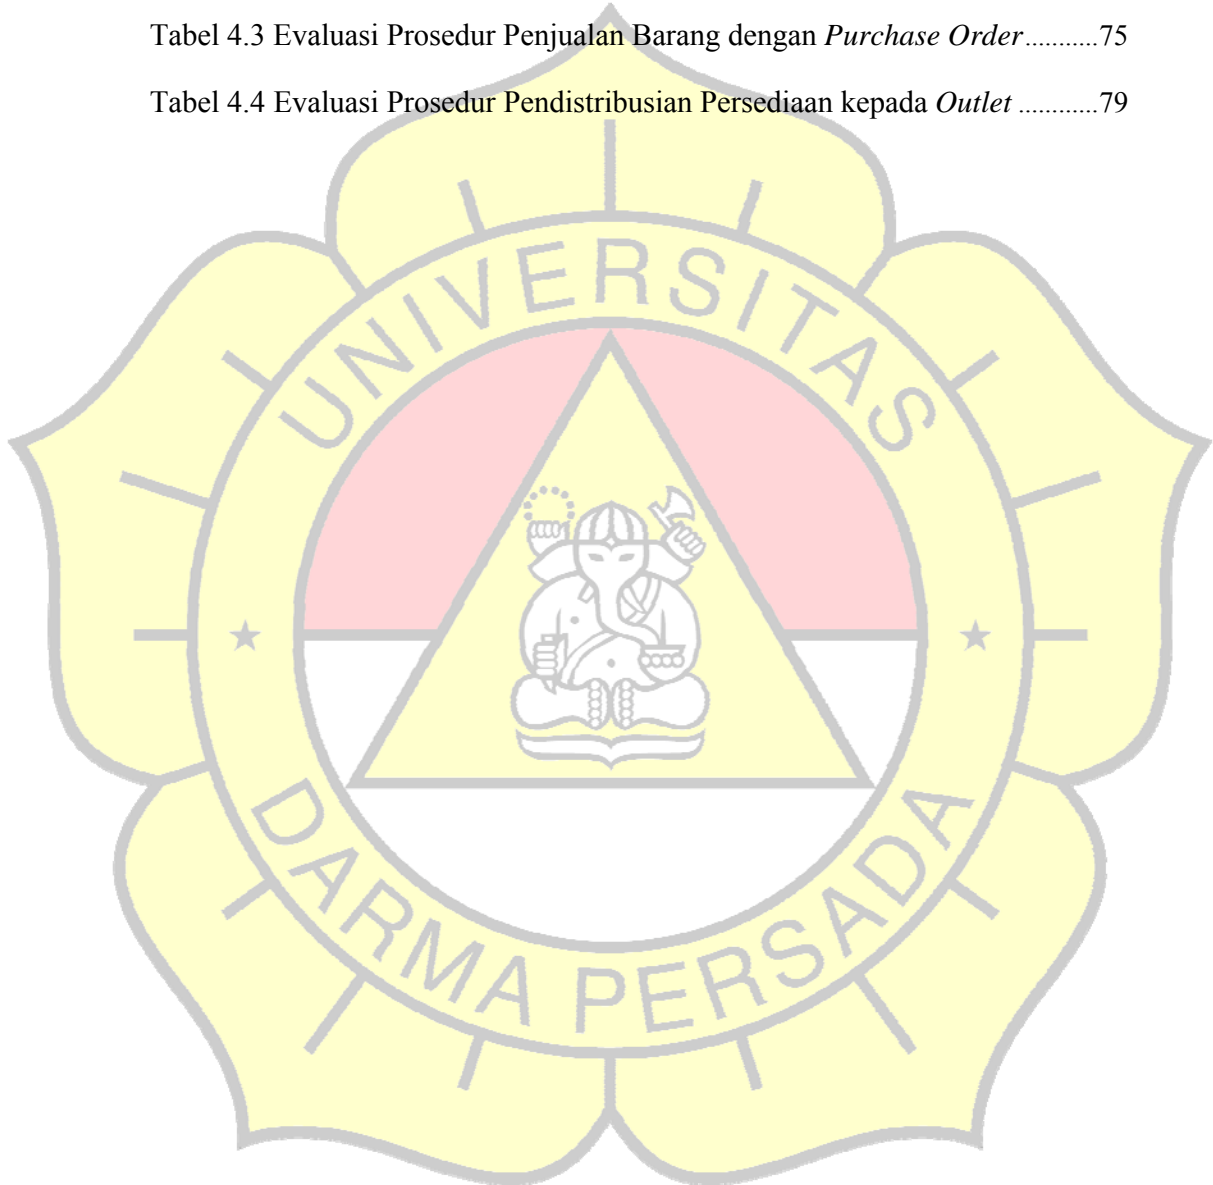 Tabel 4.3 Evaluasi Prosedur Penjualan Barang dengan Purchase Order...........75
Tabel 4.4 Evaluasi Prosedur Pendistribusian Persediaan kepada Outlet ............79
UNIVERSITAS
DARMA PERSADA